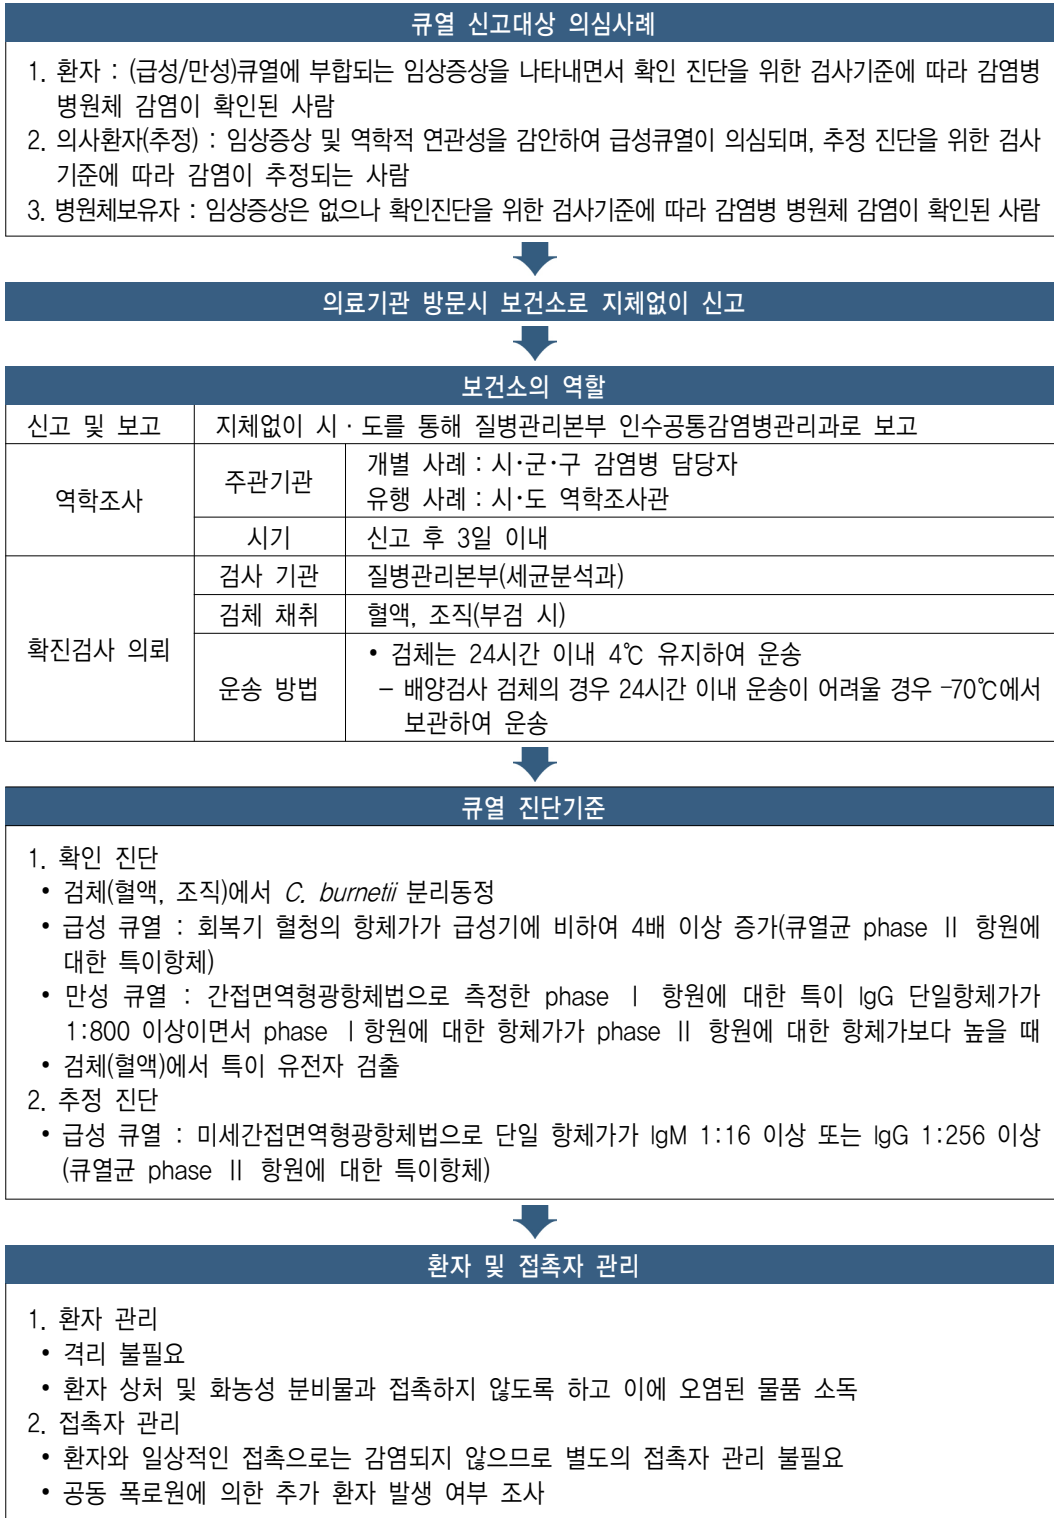 큐열 신고대상 의심사례
1. 환자 : (급성/만성)큐열에 부합되는 임상증상을 나타내면서 확인 진단을 위한 검사기준에 따라 감염병
병원체 감염이 확인된 사람
2. 의사환자(추정) : 임상증상 및 역학적 연관성을 감안하여 급성큐열이 의심되며, 추정 진단을 위한 검사
기준에 따라 감염이 추정되는 사람
3. 병원체보유자 : 임상증상은 없으나 확인진단을 위한 검사기준에 따라 감염병 병원체 감염이 확인된 사람
의료기관 방문시 보건소로 지체없이 신고
보건소의 역할
신고 및 보고 지체없이 시·도를 통해 질병관리본부 인수공통감염병관리과로 보고
역학조사
주관기관
개별 사례 : 시·군·구 감염병 담당자
유행 사례 : 시·도 역학조사관
시기 신고 후 3일 이내
확진검사 의뢰
검사 기관 질병관리본부(세균분석과)
검체 채취 혈액, 조직(부검 시)
운송 방법
• 검체는 24시간 이내 4℃ 유지하여 운송
– 배양검사 검체의 경우 24시간 이내 운송이 어려울 경우 -70℃에서
보관하여 운송
큐열 진단기준
1. 확인 진단
• 검체(혈액, 조직)에서 C. burnetii 분리동정
• 급성 큐열 : 회복기 혈청의 항체가가 급성기에 비하여 4배 이상 증가(큐열균 phase Ⅱ 항원에
대한 특이항체)
• 만성 큐열 : 간접면역형광항체법으로 측정한 phase Ⅰ 항원에 대한 특이 IgG 단일항체가가
1:800 이상이면서 phase Ⅰ항원에 대한 항체가가 phase Ⅱ 항원에 대한 항체가보다 높을 때
• 검체(혈액)에서 특이 유전자 검출
2. 추정 진단
• 급성 큐열 : 미세간접면역형광항체법으로 단일 항체가가 IgM 1:16 이상 또는 IgG 1:256 이상
(큐열균 phase Ⅱ 항원에 대한 특이항체)
환자 및 접촉자 관리
1. 환자 관리
• 격리 불필요
• 환자 상처 및 화농성 분비물과 접촉하지 않도록 하고 이에 오염된 물품 소독
2. 접촉자 관리
• 환자와 일상적인 접촉으로는 감염되지 않으므로 별도의 접촉자 관리 불필요
• 공동 폭로원에 의한 추가 환자 발생 여부 조사